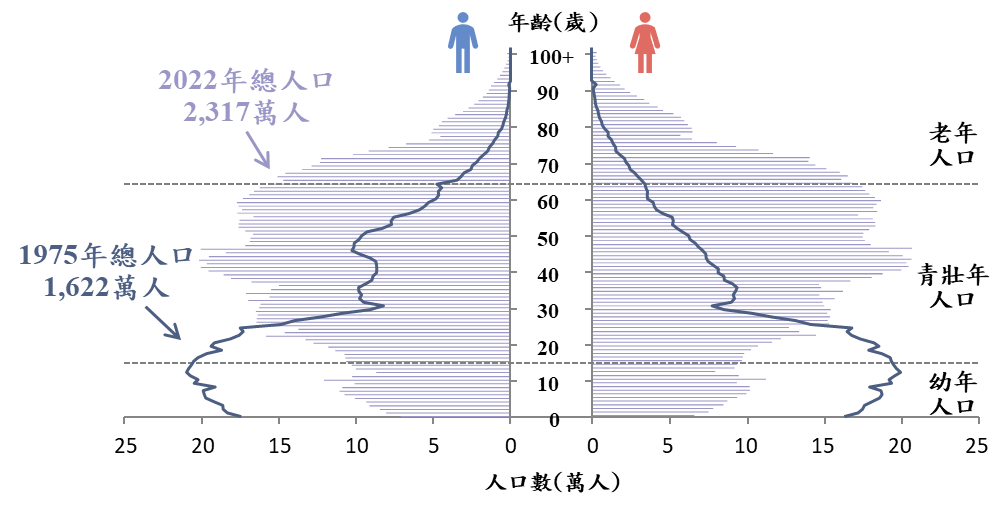 年齡(歲)
2022年總人口
2,317萬人
1975年總人口
1,622萬人
100+
90
80
70
60
50
40
30
20
10
0
老年
人口
青壯年
人口
幼年
人口
25 20 15 10 5 0 0 5 10 15 20 25
人口數(萬人)